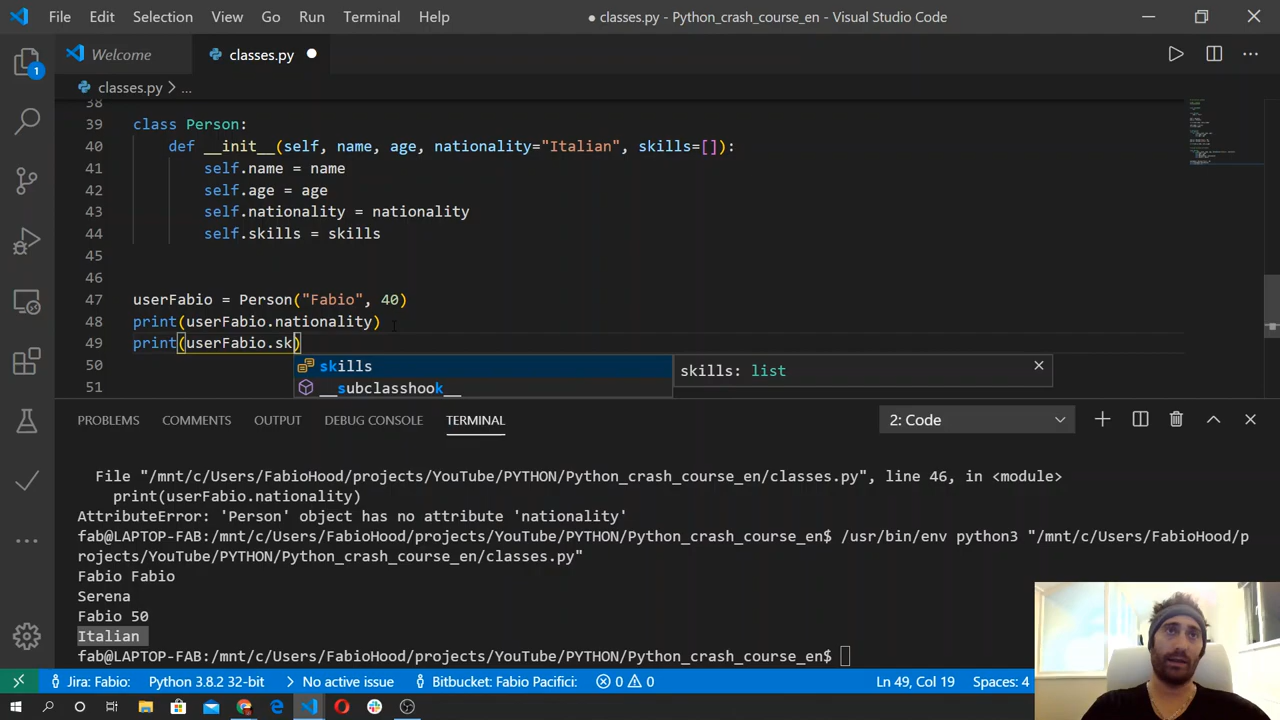 File Edit Selection View Go Run Terminal Help ● classes.py - Python_crash_course_en - Visual Studio Code
1 Welcome classes.py
classes.py > ...
38
39 class Person:
40 def __init__(self, name, age, nationality="Italian", skills=[]):
41 self.name = name
42 self.age = age
43 self.nationality = nationality
44 self.skills = skills
45
46
47 userFabio = Person("Fabio", 40)
48 print(userFabio.nationality)
49 print(userFabio.sk)
50 skills skills: list
51 __subclasshook__
PROBLEMS COMMENTS OUTPUT DEBUG CONSOLE TERMINAL 2: Code
File "/mnt/c/Users/FabioHood/projects/YouTube/PYTHON/Python_crash_course_en/classes.py", line 46, in <module>
print(userFabio.nationality)
AttributeError: 'Person' object has no attribute 'nationality'
fab@LAPTOP-FAB:/mnt/c/Users/FabioHood/projects/YouTube/PYTHON/Python_crash_course_en$ /usr/bin/env python3 "/mnt/c/Users/FabioHood/p
rojects/YouTube/PYTHON/Python_crash_course_en/classes.py"
Fabio Fabio
Serena
Fabio 50
Italian
fab@LAPTOP-FAB:/mnt/c/Users/FabioHood/projects/YouTube/PYTHON/Python_crash_course_en$
Jira: Fabio: Python 3.8.2 32-bit No active issue Bitbucket: Fabio Pacifici: 0 0 Ln 49, Col 19 Spaces: 4